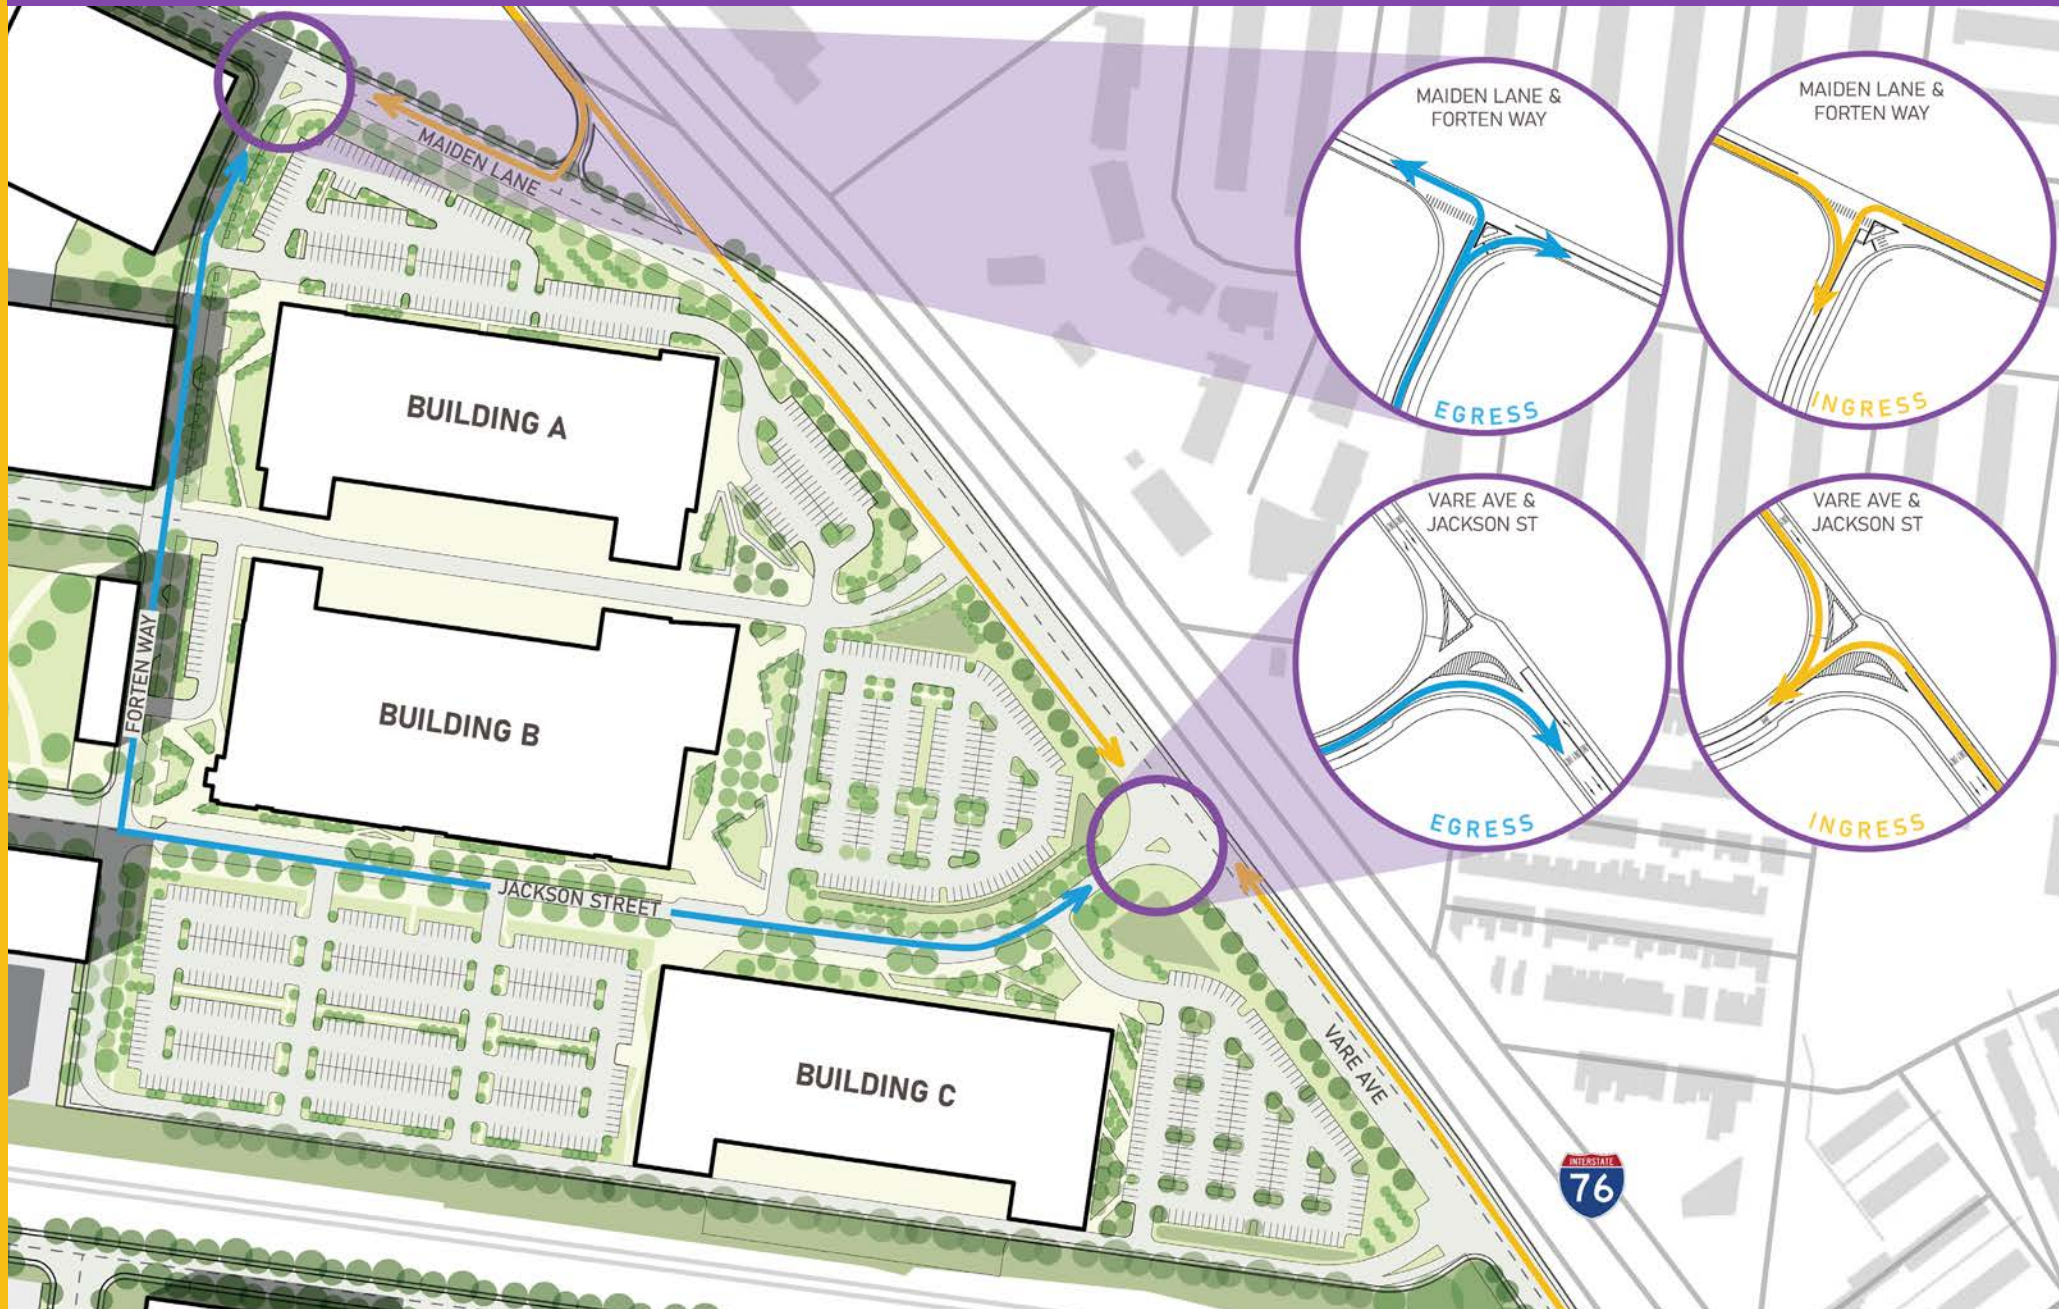 MAIDEN LANE &
FORTEN WAY
EGRESS
MAIDEN LANE &
FORTEN WAY
INGRESS
MAIDEN LANE
BUILDING A
VARE AVE &
JACKSON ST
EGRESS
VARE AVE &
JACKSON ST
INGRESS
FORTEN WAY
BUILDING B
JACKSON STREET
BUILDING C
VARE AVE
INTERSTATE
76